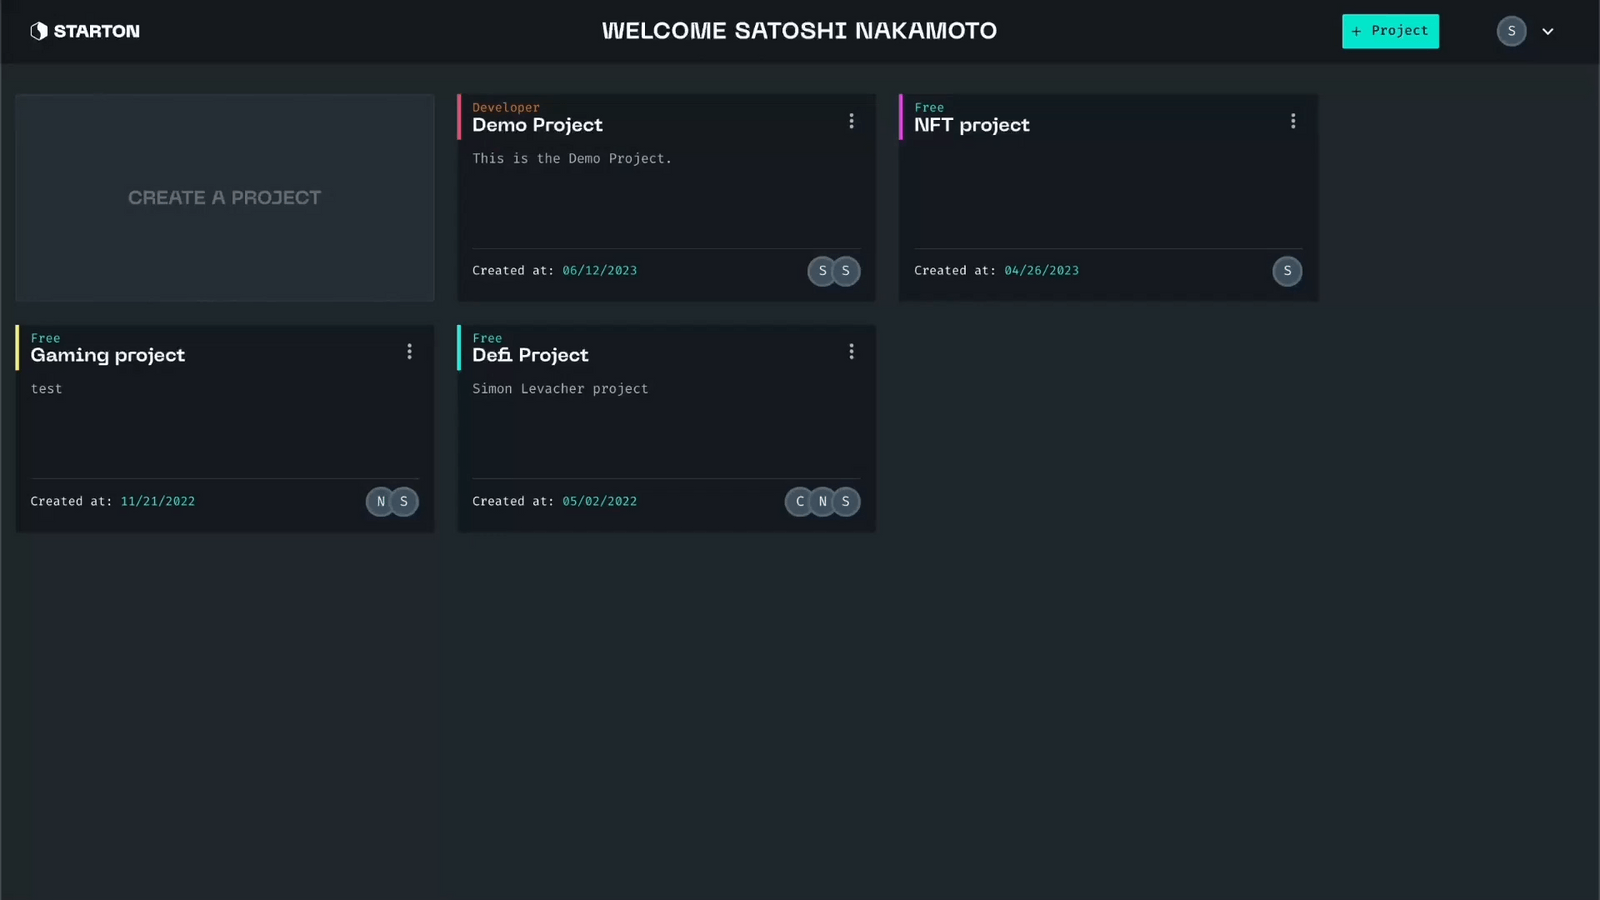 STARTON
WELCOME SATOSHI NAKAMOTO
+ Project
S
CREATE A PROJECT
Developer
Demo Project
This is the Demo Project.
Created at: 06/12/2023
S S
Free
NFT project
Created at: 04/26/2023
S
Free
Gaming project
test
Created at: 11/21/2022
N S
Free
Defi Project
Simon Levacher project
Created at: 05/02/2022
C N S